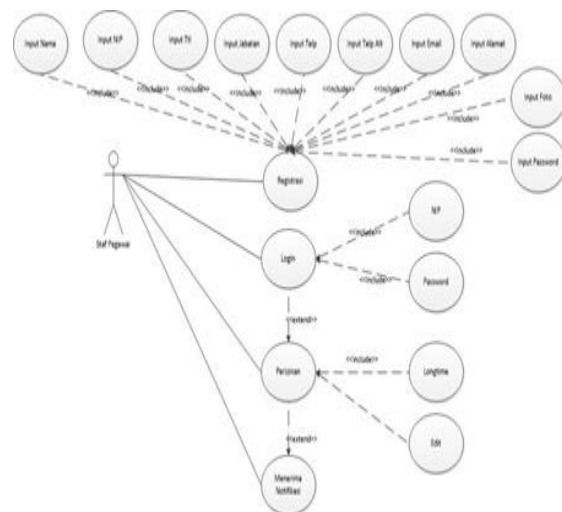 Input Nama
Input NIP
Input Ttl
Input Jabatan
Input Telp
Input Telp Alt
Input Email
Input Alamat
<<include>>
<<include>>
<<include>>
<<include>>
<<include>>
<<include>>
<<include>>
<<include>>
Input Foto
<<include>>
Input Password
Registrasi
Staf Pegawai
NIP
<<include>>
Login
<<include>>
Password
<<extend>>
<<include>>
Perizinan
Longtime
<<extend>>
Edit
Menerima
Notifikasi